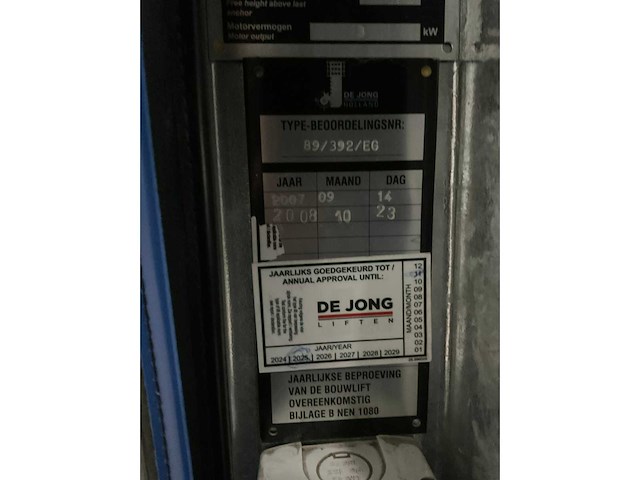 Free height above last
anchor
Motorvermogen
Motor output
kW
DE JONG
HOLLAND
TYPE-BEOORDELINGSNR:
89/392/EG
JAAR MAAND DAG
2007 09 14
2008 10 23
JAARLIJKS GOEDGEKEURD TOT /
ANNUAL APPROVAL UNTIL:
DE JONG
LIFTEN
MAAND/MONTH
12
11
10
09
08
07
06
05
04
03
02
01
JAAR/YEAR
2024 2025 2026 2027 2028 2029
JAARLIJKSE BEPROEVING
VAN DE BOUWLIFT
OVEREENKOMSTIG
BIJLAGE B NEN 1080